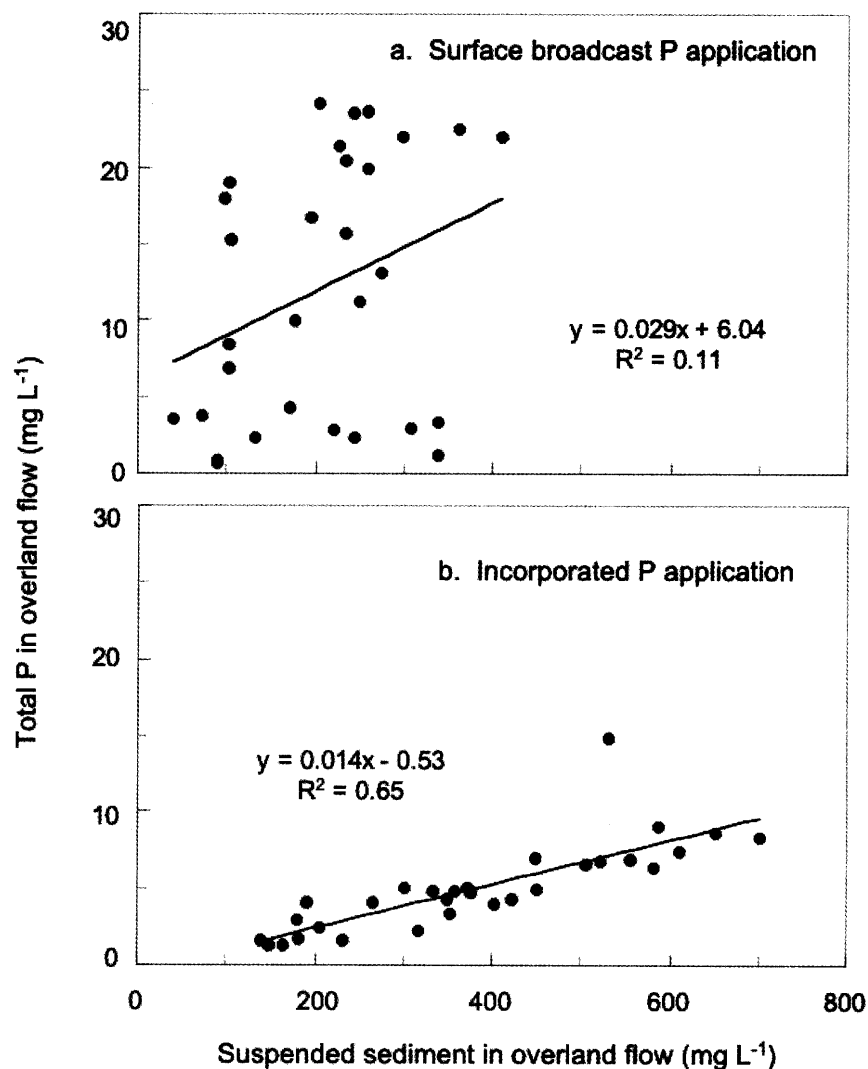 30
a. Surface broadcast P application
20
10
y = 0.029x + 6.04
R² = 0.11
0
Total P in overland flow (mg L⁻¹)
30
b. Incorporated P application
20
y = 0.014x - 0.53
R² = 0.65
10
0
0 200 400 600 800
Suspended sediment in overland flow (mg L⁻¹)